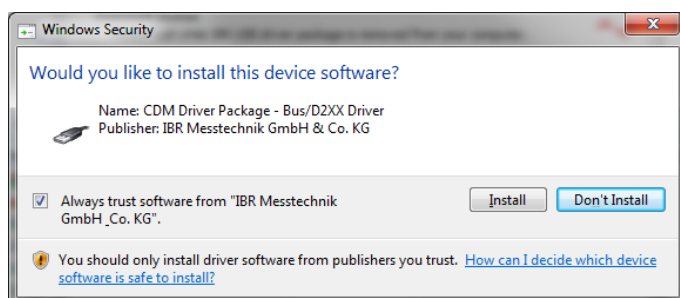 Windows Security
Would you like to install this device software?
Name: CDM Driver Package - Bus/D2XX Driver
Publisher: IBR Messtechnik GmbH & Co. KG
Always trust software from "IBR Messtechnik
GmbH _Co. KG".
Install
Don't Install
You should only install driver software from publishers you trust. How can I decide which device
software is safe to install?